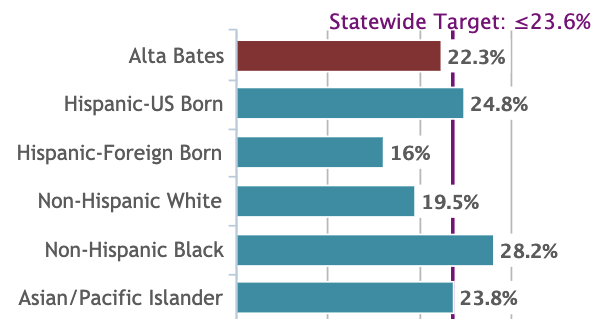 Statewide Target: ≤23.6%
Alta Bates 22.3%
Hispanic-US Born 24.8%
Hispanic-Foreign Born 16%
Non-Hispanic White 19.5%
Non-Hispanic Black 28.2%
Asian/Pacific Islander 23.8%